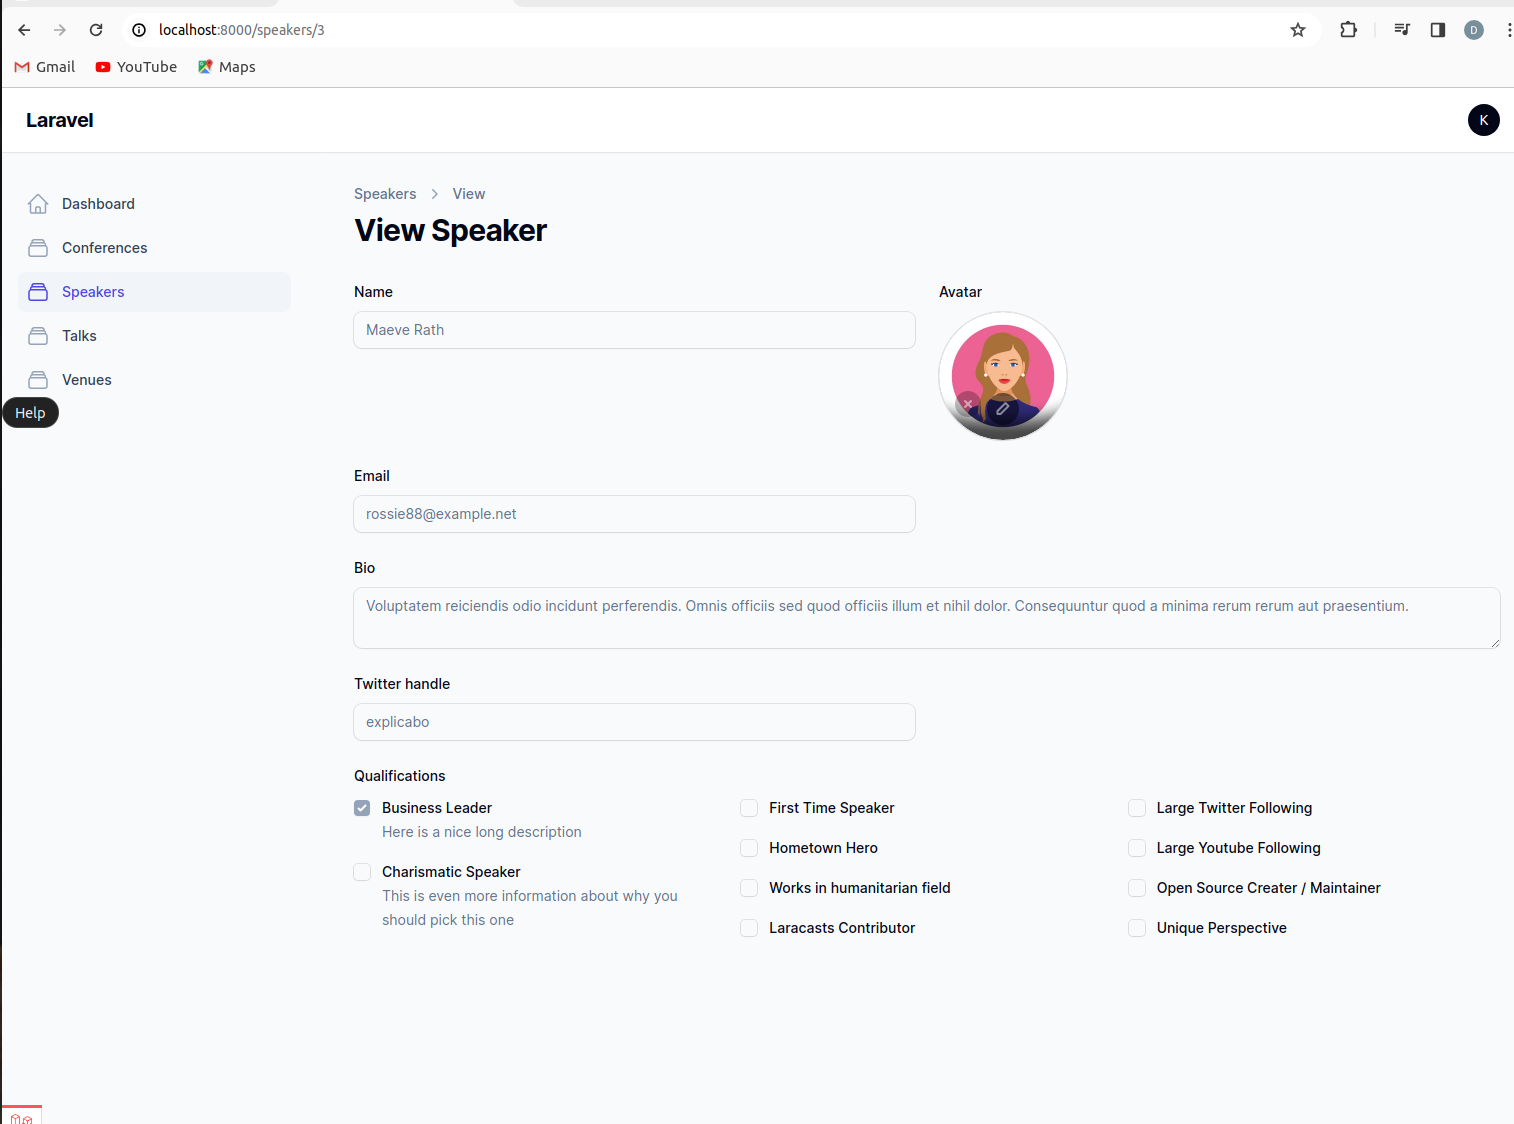 localhost:8000/speakers/3
D
Gmail YouTube Maps
Laravel
K
Dashboard
Conferences
Speakers
Talks
Venues
Help
Speakers View
View Speaker
Name
Maeve Rath
Avatar
Email
rossie88@example.net
Bio
Voluptatem reiciendis odio incidunt perferendis. Omnis officiis sed quod officiis illum et nihil dolor. Consequuntur quod a minima rerum rerum aut praesentium.
Twitter handle
explicabo
Qualifications
Business Leader
Here is a nice long description
Charismatic Speaker
This is even more information about why you
should pick this one
First Time Speaker
Hometown Hero
Works in humanitarian field
Laracasts Contributor
Large Twitter Following
Large Youtube Following
Open Source Creater / Maintainer
Unique Perspective